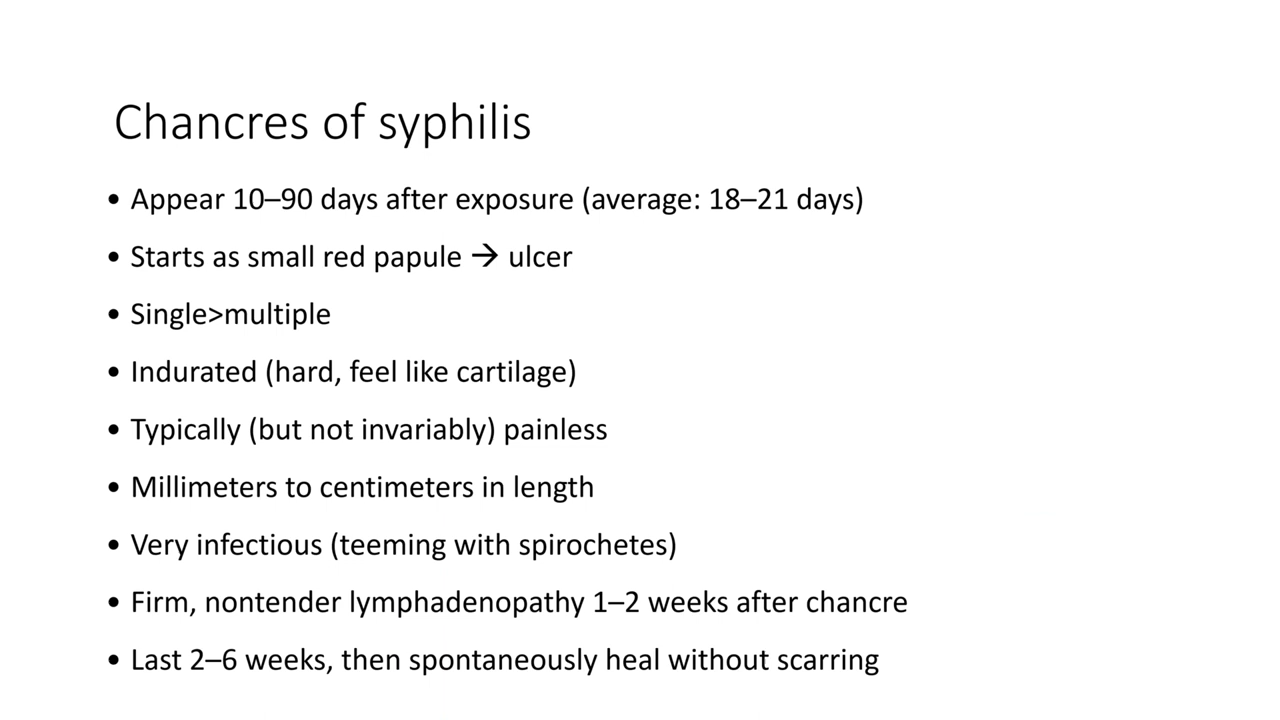 Chancres of syphilis
• Appear 10–90 days after exposure (average: 18–21 days)
• Starts as small red papule → ulcer
• Single>multiple
• Indurated (hard, feel like cartilage)
• Typically (but not invariably) painless
• Millimeters to centimeters in length
• Very infectious (teeming with spirochetes)
• Firm, nontender lymphadenopathy 1–2 weeks after chancre
• Last 2–6 weeks, then spontaneously heal without scarring